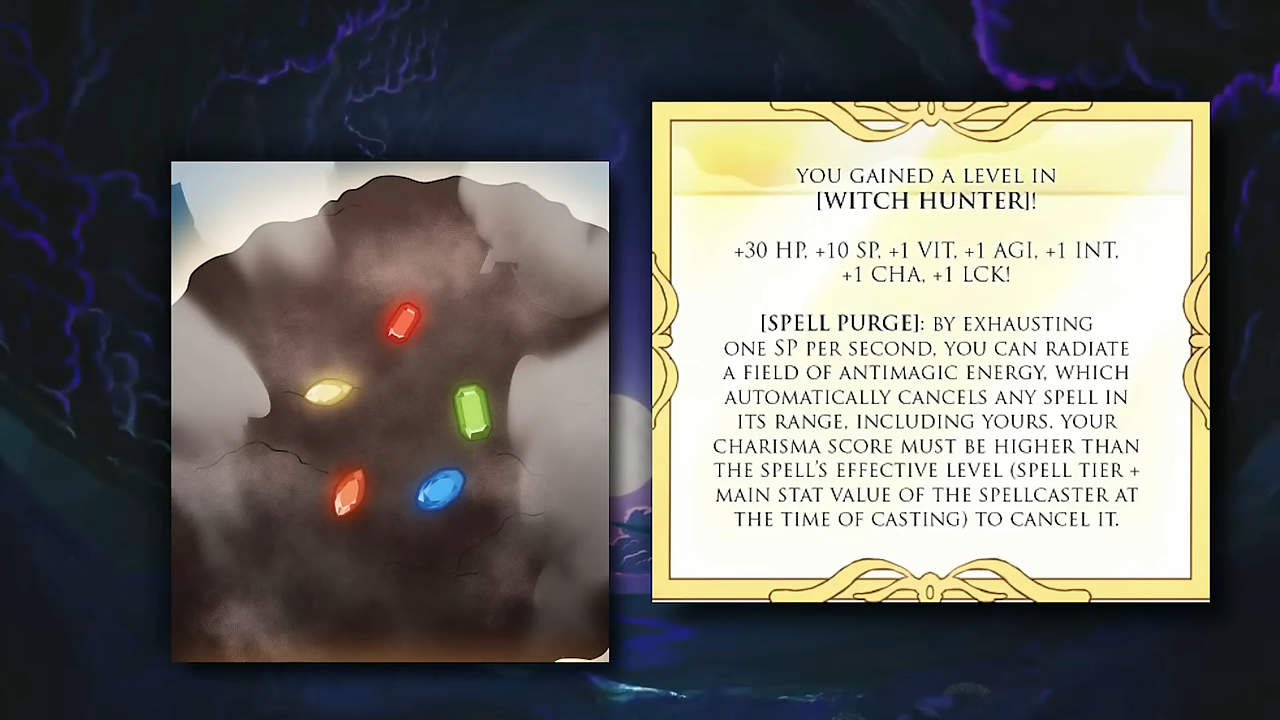 YOU GAINED A LEVEL IN
[WITCH HUNTER]!
+30 HP, +10 SP, +1 VIT, +1 AGI, +1 INT,
+1 CHA, +1 LCK!
[SPELL PURGE]: BY EXHAUSTING
ONE SP PER SECOND, YOU CAN RADIATE
A FIELD OF ANTIMAGIC ENERGY, WHICH
AUTOMATICALLY CANCELS ANY SPELL IN
ITS RANGE, INCLUDING YOURS. YOUR
CHARISMA SCORE MUST BE HIGHER THAN
THE SPELL'S EFFECTIVE LEVEL (SPELL TIER +
MAIN STAT VALUE OF THE SPELLCASTER AT
THE TIME OF CASTING) TO CANCEL IT.